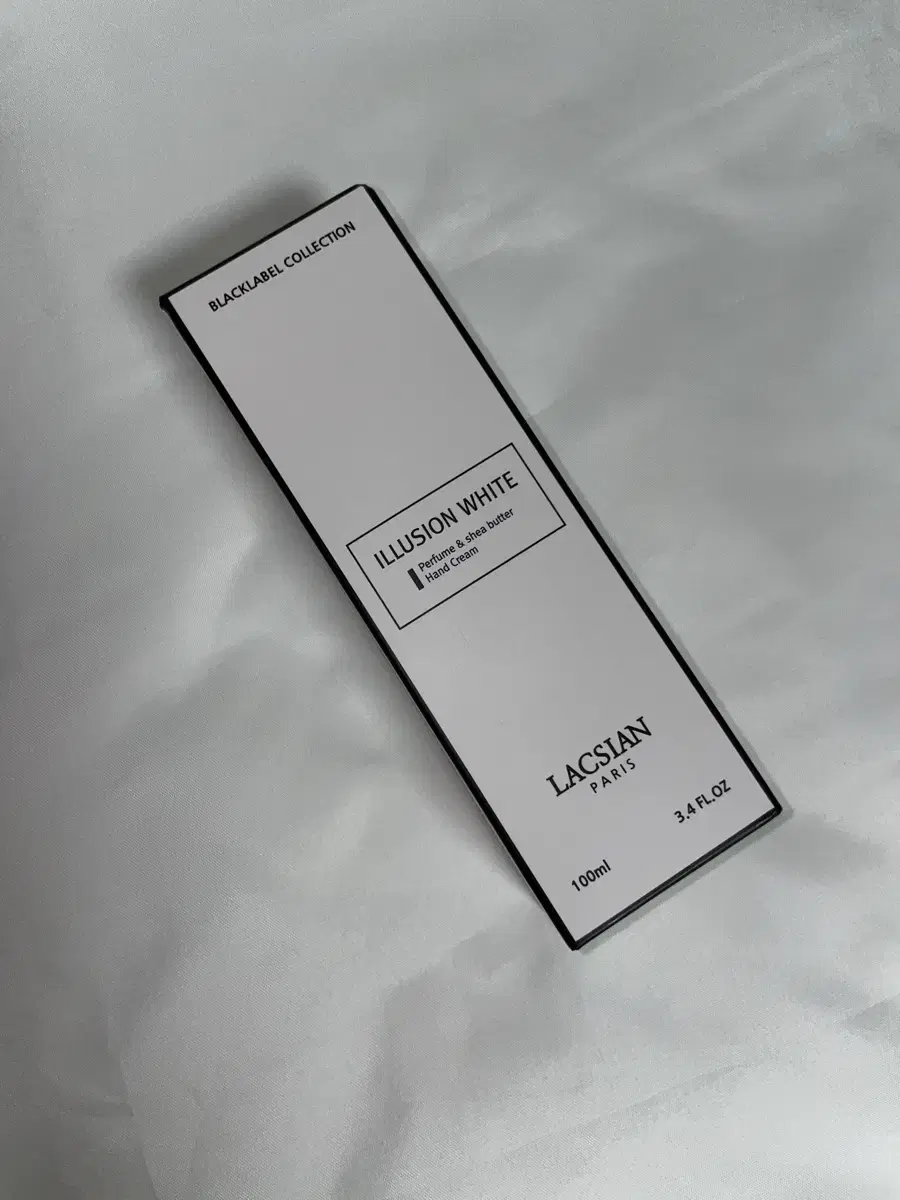 BLACKLABEL COLLECTION
ILLUSION WHITE
Perfume & shea butter
Hand Cream
LACSIAN
PARIS
100ml 3.4 FL.OZ